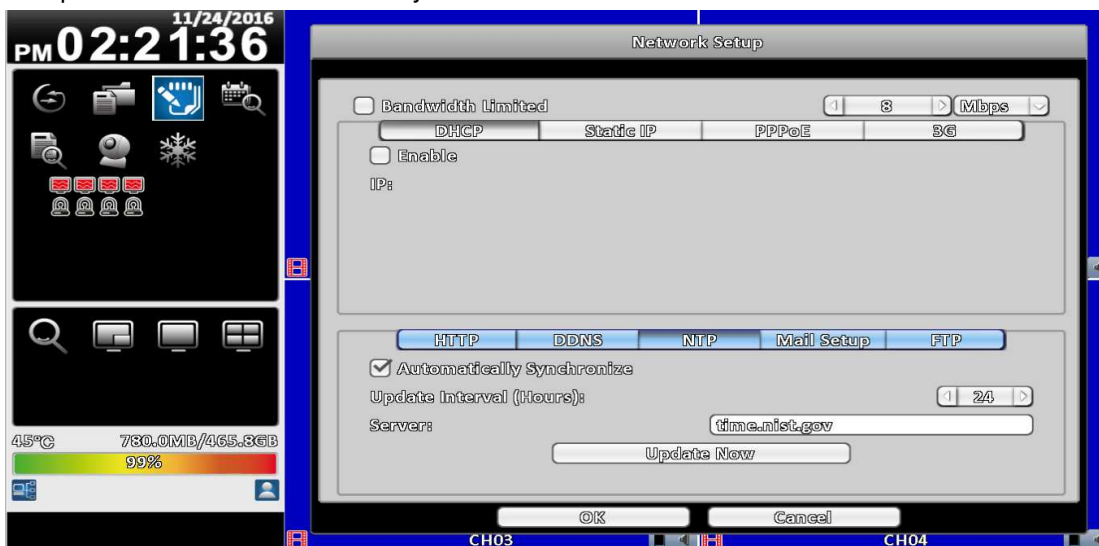 11/24/2016
PM 02:21:36
Network Setup
Bandwidth Limited 8 Mbps
DHCP Static IP PPPoE 3G
Enable
IP:
HTTP DDNS NTP Mail Setup FTP
Automatically Synchronize
Update Interval (Hours): 24
Server: time.nist.gov
Update Now
45°C 780.0MB/465.8GB
99%
OK Cancel
CH03 CH04